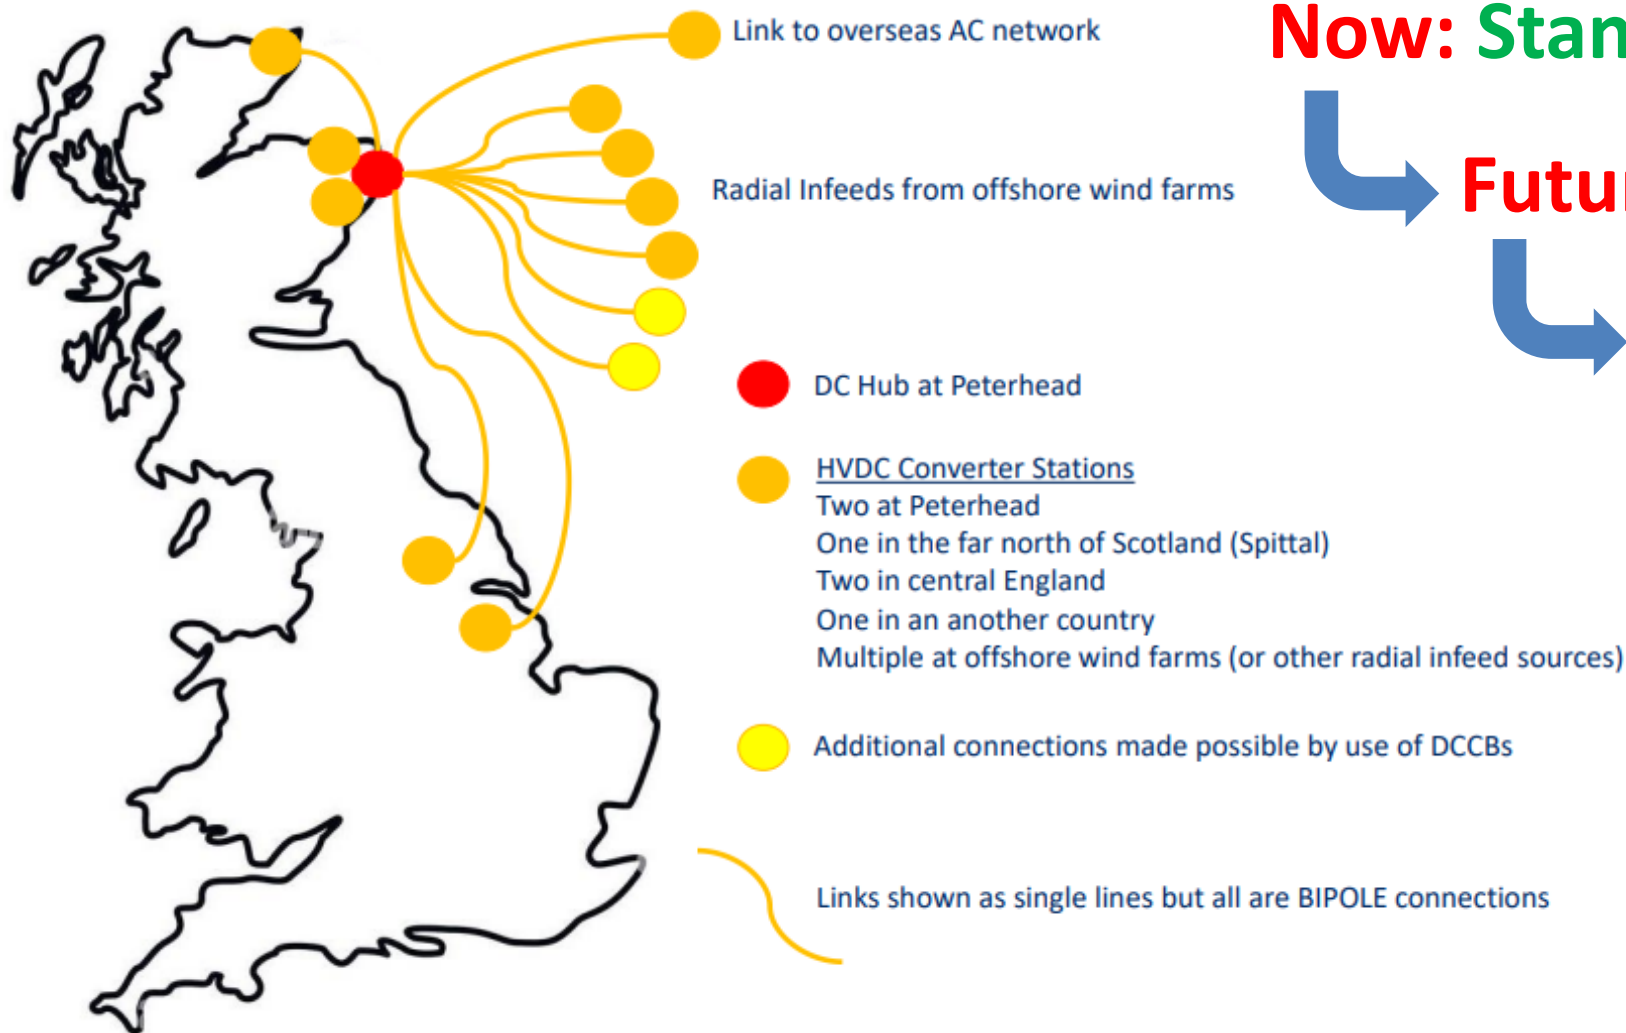 Link to overseas AC network
Now: Stan
Radial Infeeds from offshore wind farms
Futu
DC Hub at Peterhead
HVDC Converter Stations
Two at Peterhead
One in the far north of Scotland (Spittal)
Two in central England
One in an another country
Multiple at offshore wind farms (or other radial infeed sources)
Additional connections made possible by use of DCCBs
Links shown as single lines but all are BIPOLE connections